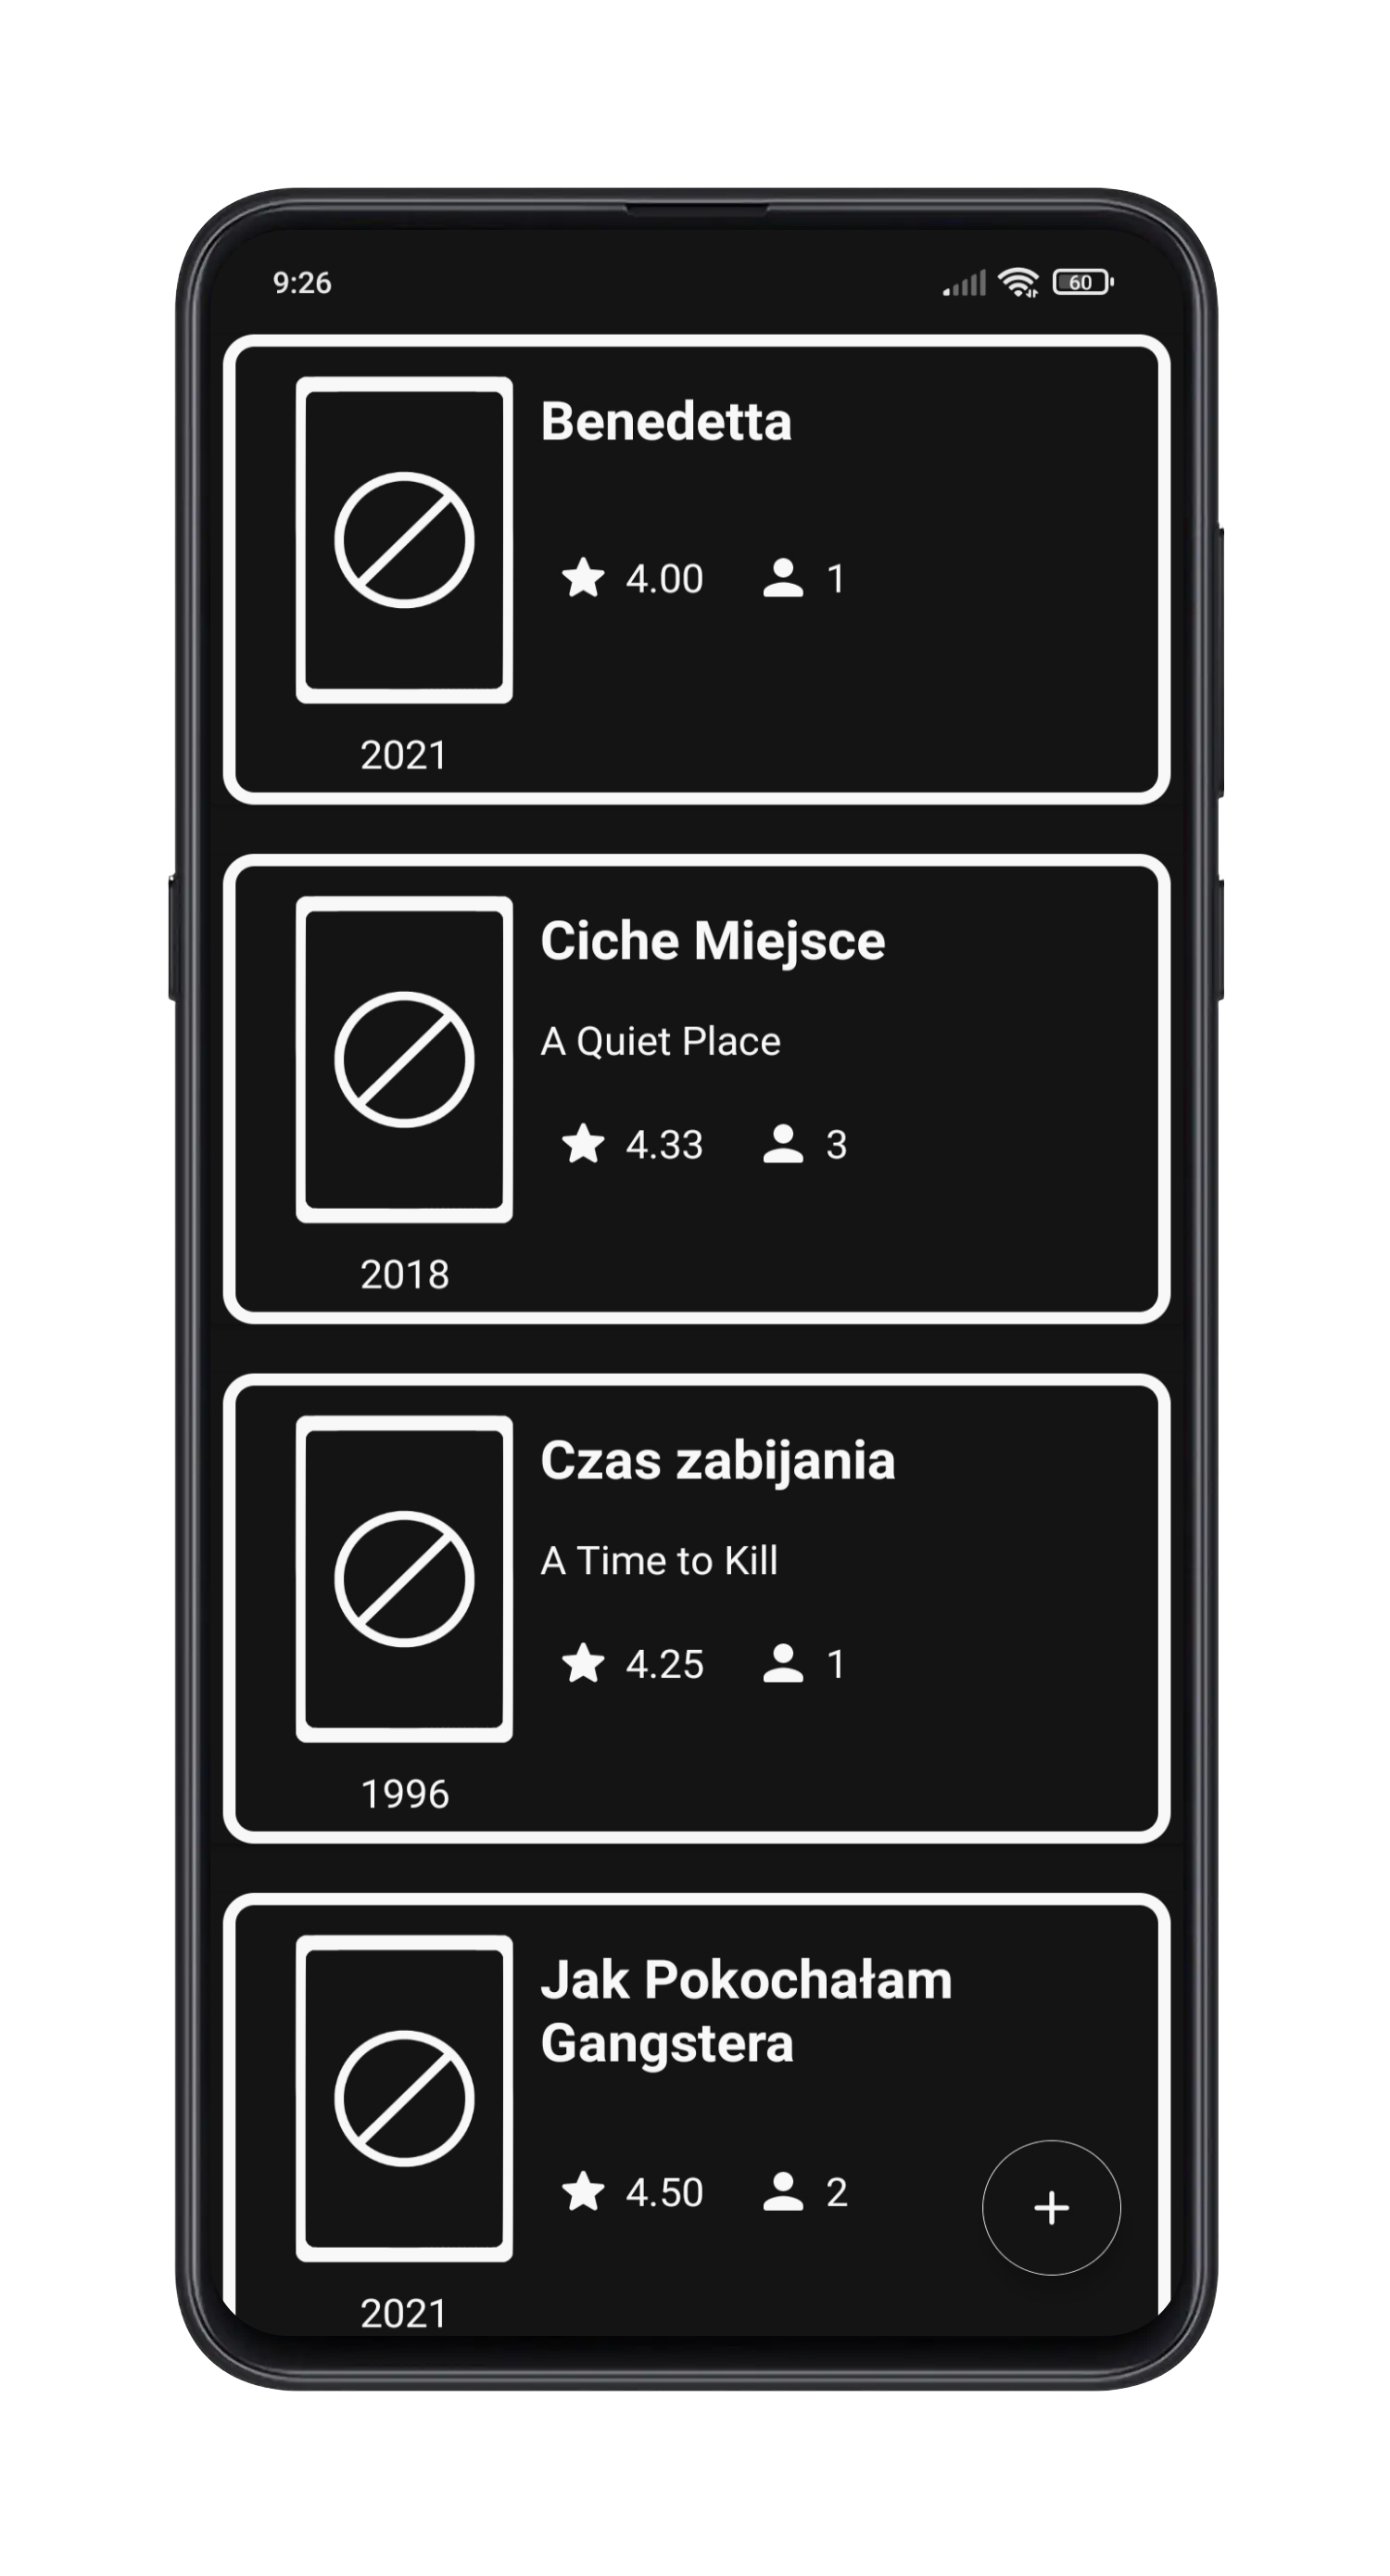 9:26
60
Benedetta
4.00 1
2021
Ciche Miejsce
A Quiet Place
4.33 3
2018
Czas zabijania
A Time to Kill
4.25 1
1996
Jak Pokochałam
Gangstera
4.50 2
+
2021